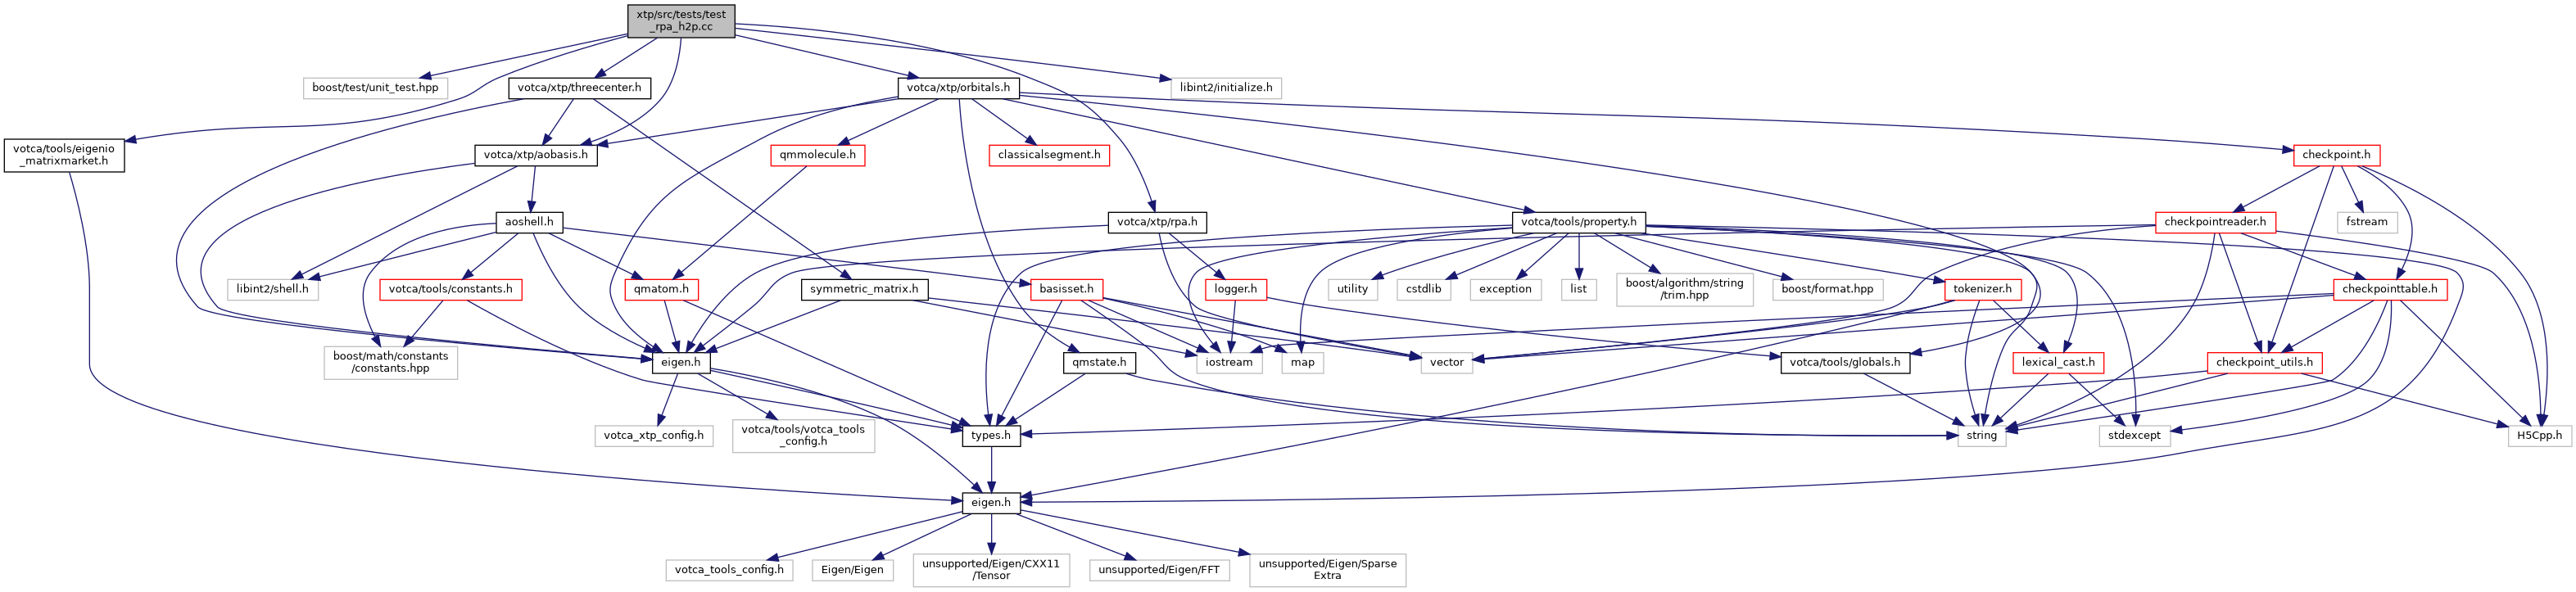 xtp/src/tests/test
_rpa_h2p.cc
boost/test/unit_test.hpp
votca/xtp/threecenter.h
votca/xtp/orbitals.h
libint2/initialize.h
votca/tools/eigenio
_matrixmarket.h
votca/xtp/aobasis.h
qmmolecule.h
classicalsegment.h
checkpoint.h
aoshell.h
votca/xtp/rpa.h
votca/tools/property.h
checkpointreader.h
fstream
libint2/shell.h
votca/tools/constants.h
qmatom.h
symmetric_matrix.h
basisset.h
logger.h
utility
cstdlib
exception
list
boost/algorithm/string
/trim.hpp
boost/format.hpp
tokenizer.h
checkpointtable.h
boost/math/constants
/constants.hpp
eigen.h
qmstate.h
iostream
map
vector
votca/tools/globals.h
lexical_cast.h
checkpoint_utils.h
votca_xtp_config.h
votca/tools/votca_tools
_config.h
types.h
string
stdexcept
H5Cpp.h
eigen.h
votca_tools_config.h
Eigen/Eigen
unsupported/Eigen/CXX11
/Tensor
unsupported/Eigen/FFT
unsupported/Eigen/Sparse
Extra